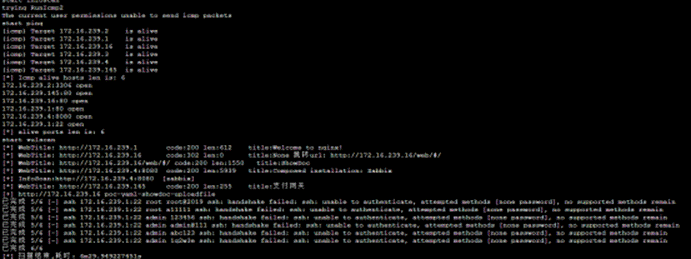 start infoscan
trying RunIcmp2
The current user permissions unable to send icmp packets
start ping
(icmp) Target 172.16.239.2 is alive
(icmp) Target 172.16.239.1 is alive
(icmp) Target 172.16.239.16 is alive
(icmp) Target 172.16.239.3 is alive
(icmp) Target 172.16.239.4 is alive
(icmp) Target 172.16.239.145 is alive
[*] Icmp alive hosts len is: 6
172.16.239.2:3306 open
172.16.239.145:80 open
172.16.239.16:80 open
172.16.239.1:80 open
172.16.239.4:8080 open
172.16.239.1:22 open
[*] alive ports len is: 6
start vulscan
[*] WebTitle: http://172.16.239.1 code:200 len:612 title:Welcome to nginx!
[*] WebTitle: http://172.16.239.16 code:302 len:0 title:None 跳转url: http://172.16.239.16/web/#/
[*] WebTitle: http://172.16.239.16/web/#/ code:200 len:1550 title:ShowDoc
[*] WebTitle: http://172.16.239.4:8080 code:200 len:5939 title:Composed installation: Zabbix
[+] InfoScan:http://172.16.239.4:8080 [zabbix]
[*] WebTitle: http://172.16.239.145 code:200 len:255 title:支付网关
[+] http://172.16.239.16 poc-yaml-showdoc-uploadfile
已完成 5/6 [-] ssh 172.16.239.1:22 root root@2019 ssh: handshake failed: ssh: unable to authenticate, attempted methods [none password], no supported methods remain
已完成 5/6 [-] ssh 172.16.239.1:22 root a11111 ssh: handshake failed: ssh: unable to authenticate, attempted methods [none password], no supported methods remain
已完成 5/6 [-] ssh 172.16.239.1:22 admin 123456 ssh: handshake failed: ssh: unable to authenticate, attempted methods [none password], no supported methods remain
已完成 5/6 [-] ssh 172.16.239.1:22 admin admin@111 ssh: handshake failed: ssh: unable to authenticate, attempted methods [none password], no supported methods remain
已完成 5/6 [-] ssh 172.16.239.1:22 admin abc123 ssh: handshake failed: ssh: unable to authenticate, attempted methods [none password], no supported methods remain
已完成 5/6 [-] ssh 172.16.239.1:22 admin 1q2w3e ssh: handshake failed: ssh: unable to authenticate, attempted methods [none password], no supported methods remain
已完成 6/6
[*] 扫描结束,耗时: